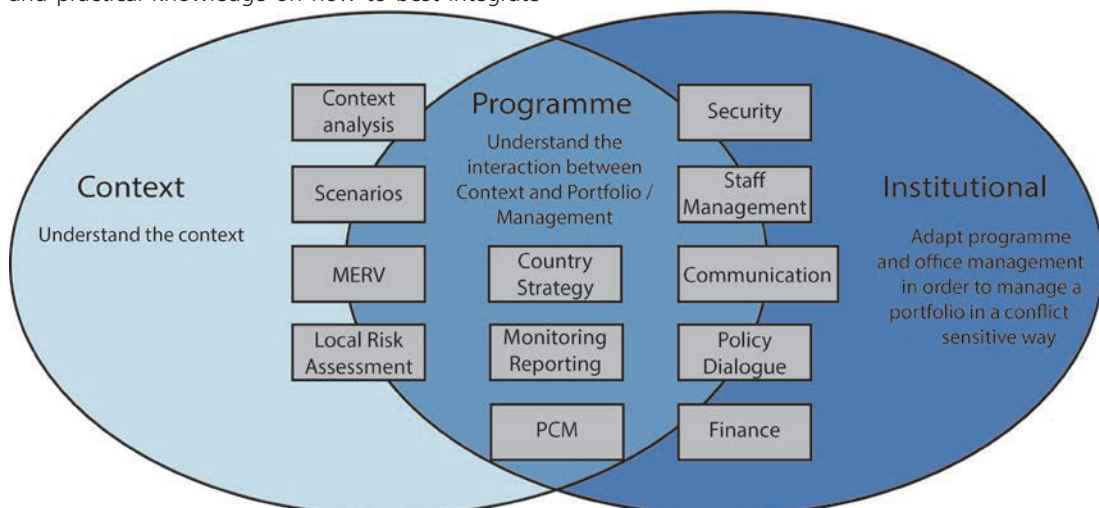 and practical knowledge on how to best integrate
Context
Understand the context
Context
analysis
Scenarios
MERV
Local Risk
Assessment
Programme
Understand the
interaction between
Context and Portfolio /
Management
Country
Strategy
Monitoring
Reporting
PCM
Security
Staff
Management
Communication
Policy
Dialogue
Finance
Institutional
Adapt programme
and office management
in order to manage a
portfolio in a conflict
sensitive way